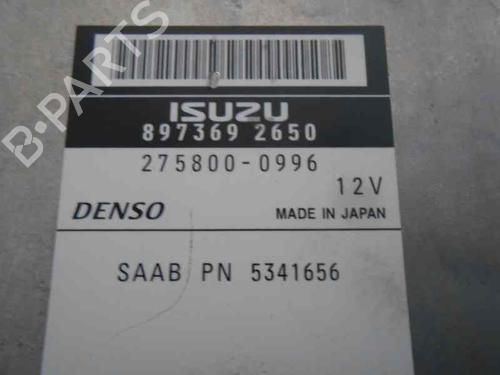 ISUZU
897369 2650
275800-0996
12V
DENSO MADE IN JAPAN
SAAB PN 5341656
B-PARTS